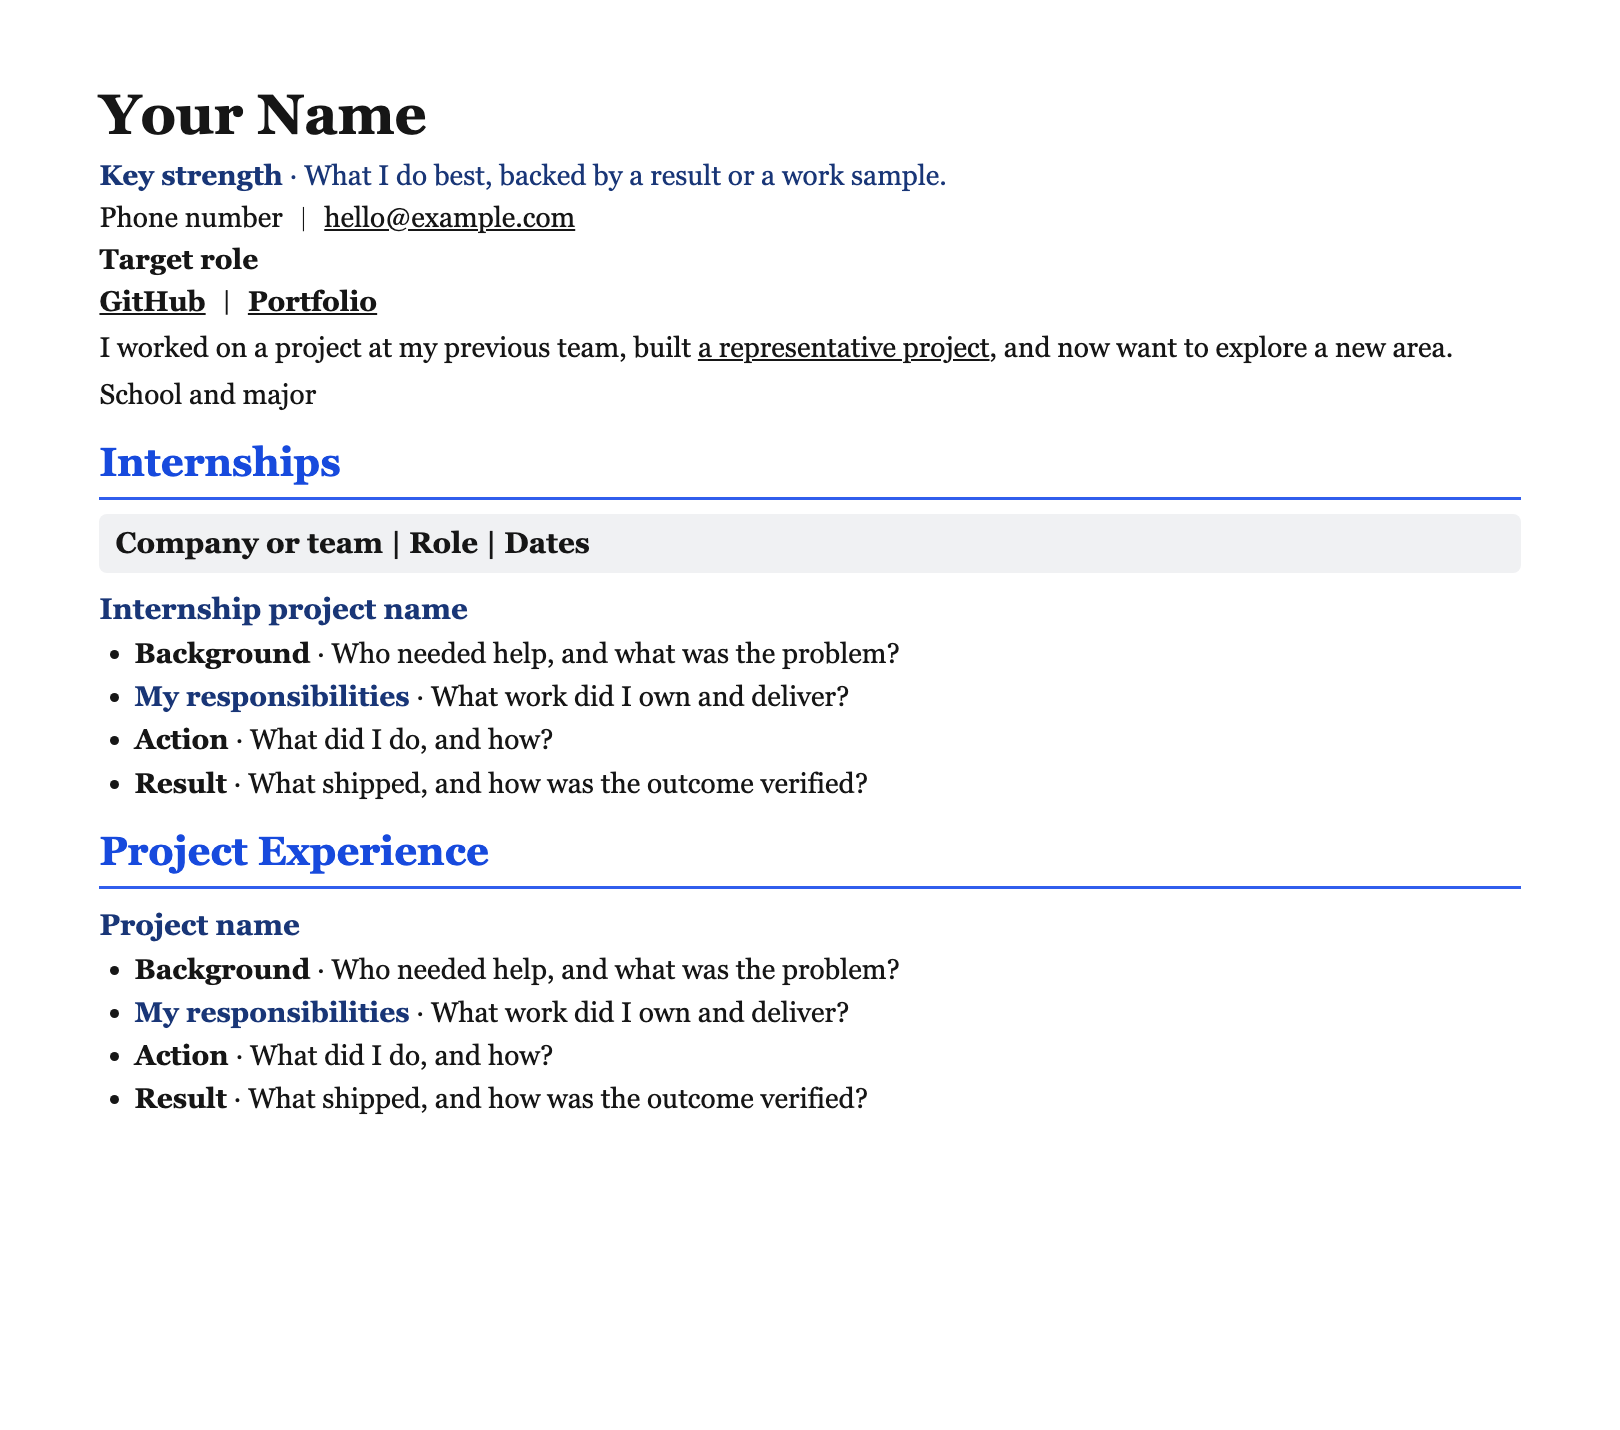 Your Name
Key strength · What I do best, backed by a result or a work sample.
Phone number | hello@example.com
Target role
GitHub | Portfolio
I worked on a project at my previous team, built a representative project, and now want to explore a new area.
School and major
Internships
Company or team | Role | Dates
Internship project name
• Background · Who needed help, and what was the problem?
• My responsibilities · What work did I own and deliver?
• Action · What did I do, and how?
• Result · What shipped, and how was the outcome verified?
Project Experience
Project name
• Background · Who needed help, and what was the problem?
• My responsibilities · What work did I own and deliver?
• Action · What did I do, and how?
• Result · What shipped, and how was the outcome verified?